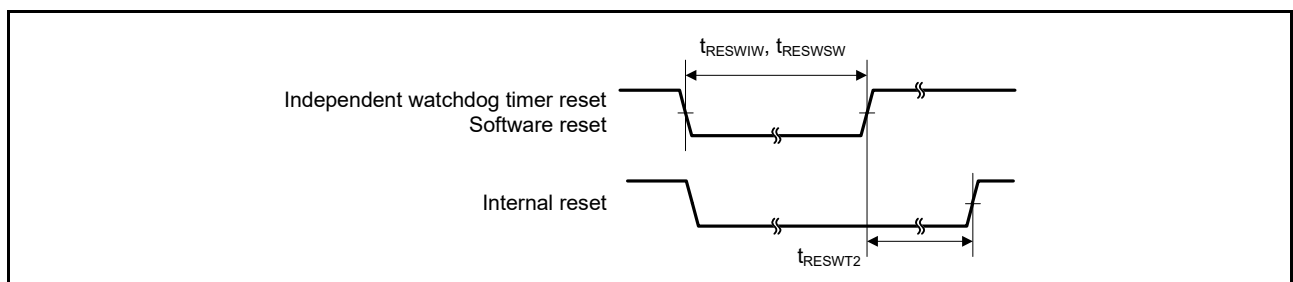 tRESWIW, tRESWSW
Independent watchdog timer reset
Software reset
Internal reset
tRESWT2